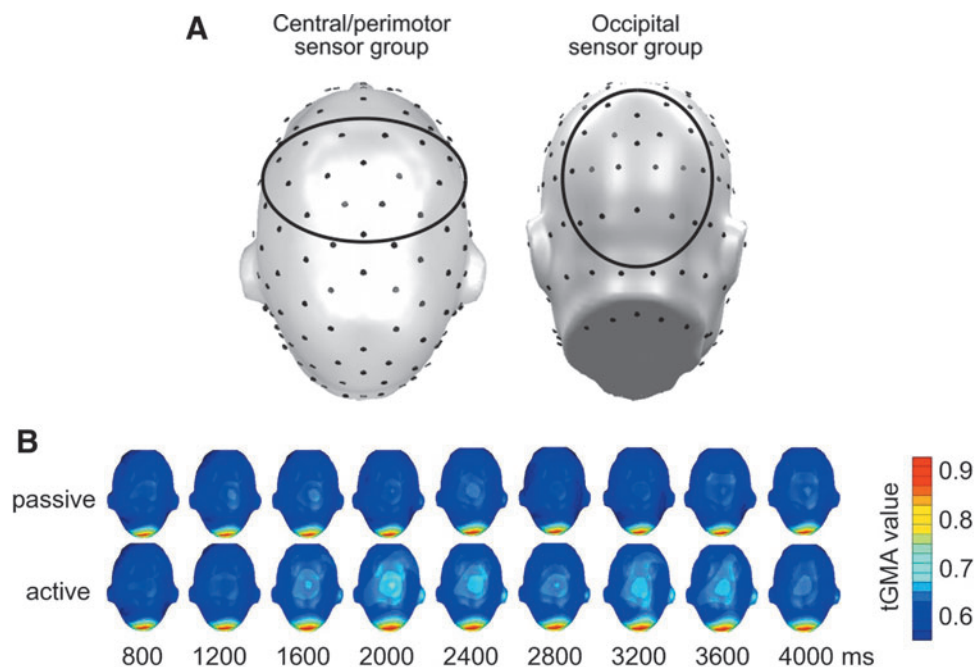 A
Central/perimotor
sensor group
Occipital
sensor group
B
passive
active
800 1200 1600 2000 2400 2800 3200 3600 4000 ms
0.9
0.8
0.7
0.6
tGMA value